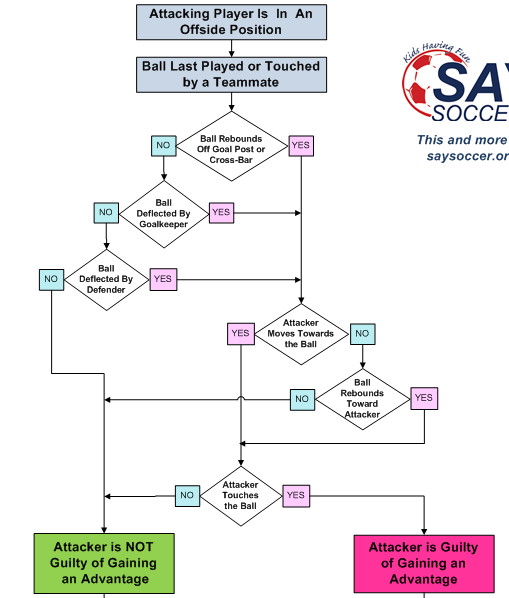 Attacking Player Is In An
Offside Position
Ball Last Played or Touched
by a Teammate
Kids Having Fun
SAY
SOCCER
This and more
saysoccer.or
Ball Rebounds
Off Goal Post or
Cross-Bar
NO
YES
Ball
Deflected By
Goalkeeper
NO
YES
Ball
Deflected By
Defender
NO
YES
Attacker
Moves Towards
the Ball
YES
NO
Ball
Rebounds
Toward
Attacker
NO
YES
Attacker
Touches
the Ball
NO
YES
Attacker is NOT
Guilty of Gaining
an Advantage
Attacker is Guilty
of Gaining an
Advantage